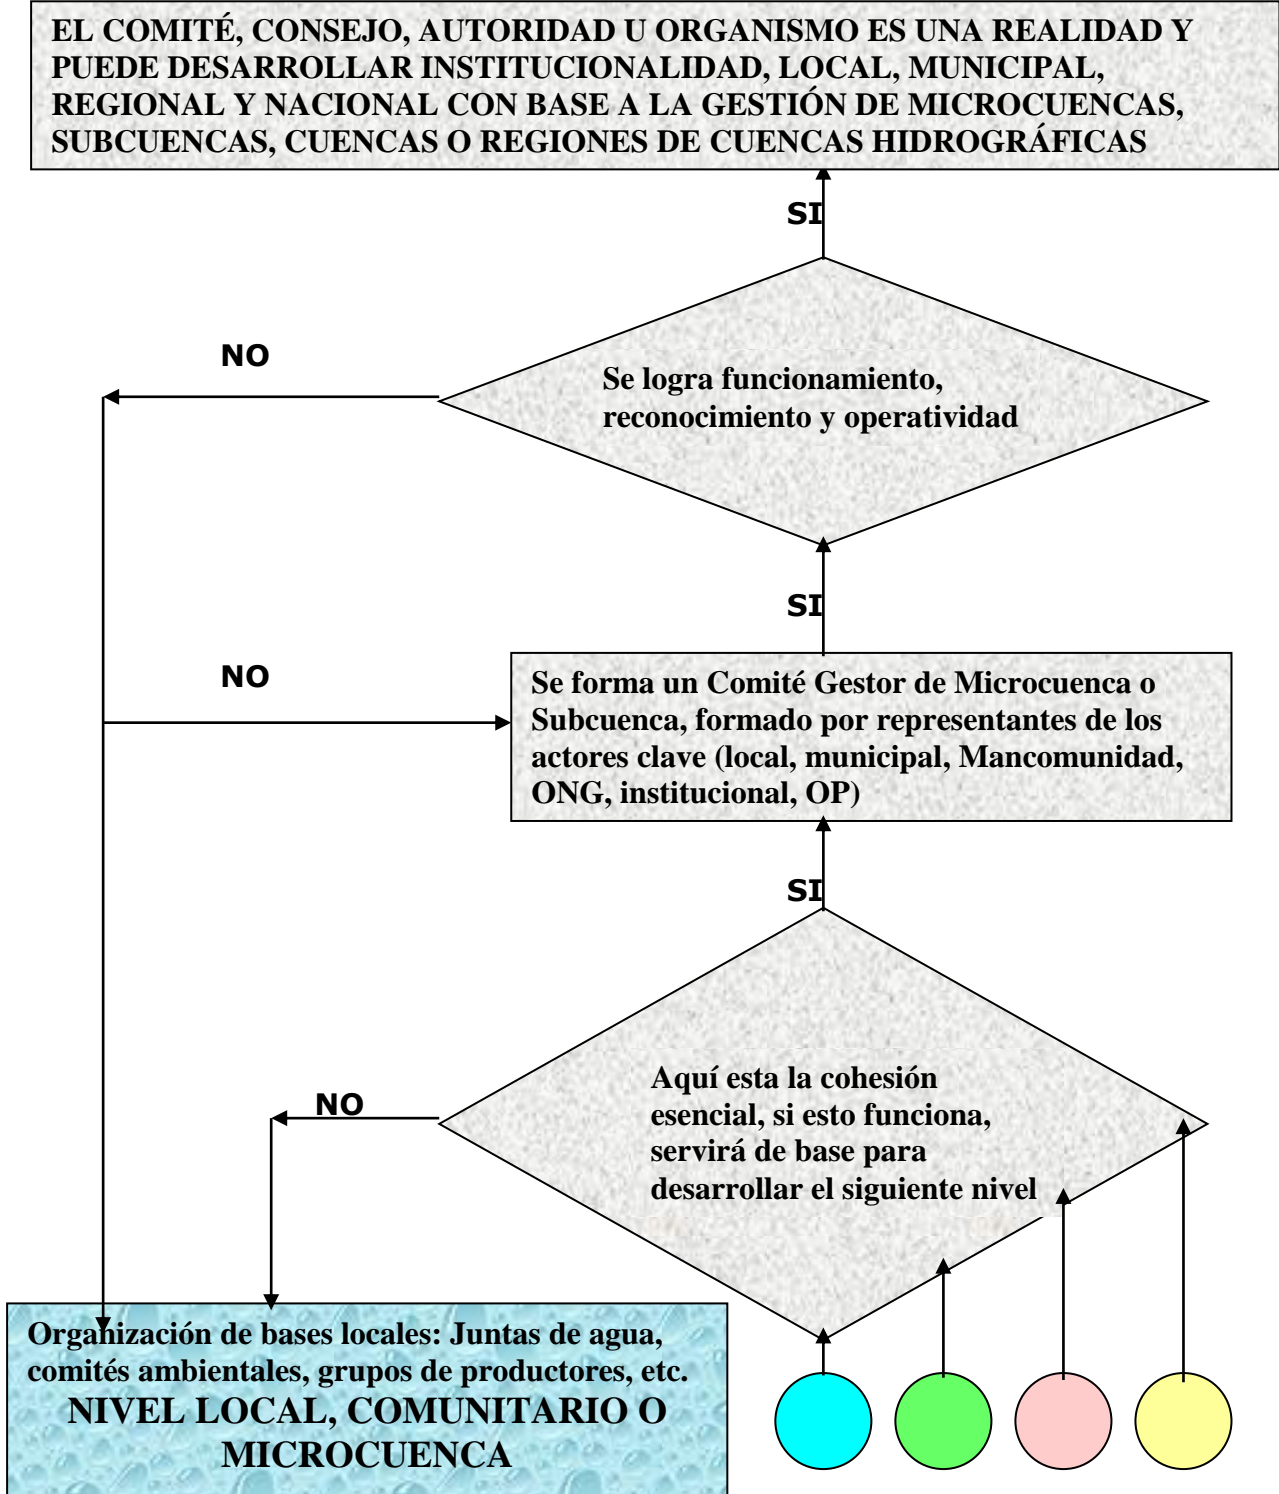 EL COMITÉ, CONSEJO, AUTORIDAD U ORGANISMO ES UNA REALIDAD Y
PUEDE DESARROLLAR INSTITUCIONALIDAD, LOCAL, MUNICIPAL,
REGIONAL Y NACIONAL CON BASE A LA GESTIÓN DE MICROCUENCAS,
SUBCUENCAS, CUENCAS O REGIONES DE CUENCAS HIDROGRÁFICAS
SI
NO
Se logra funcionamiento,
reconocimiento y operatividad
SI
NO
Se forma un Comité Gestor de Microcuenca o
Subcuenca, formado por representantes de los
actores clave (local, municipal, Mancomunidad,
ONG, institucional, OP)
SI
NO
Aquí esta la cohesión
esencial, si esto funciona,
servirá de base para
desarrollar el siguiente nivel
Organización de bases locales: Juntas de agua,
comités ambientales, grupos de productores, etc.
NIVEL LOCAL, COMUNITARIO O
MICROCUENCA